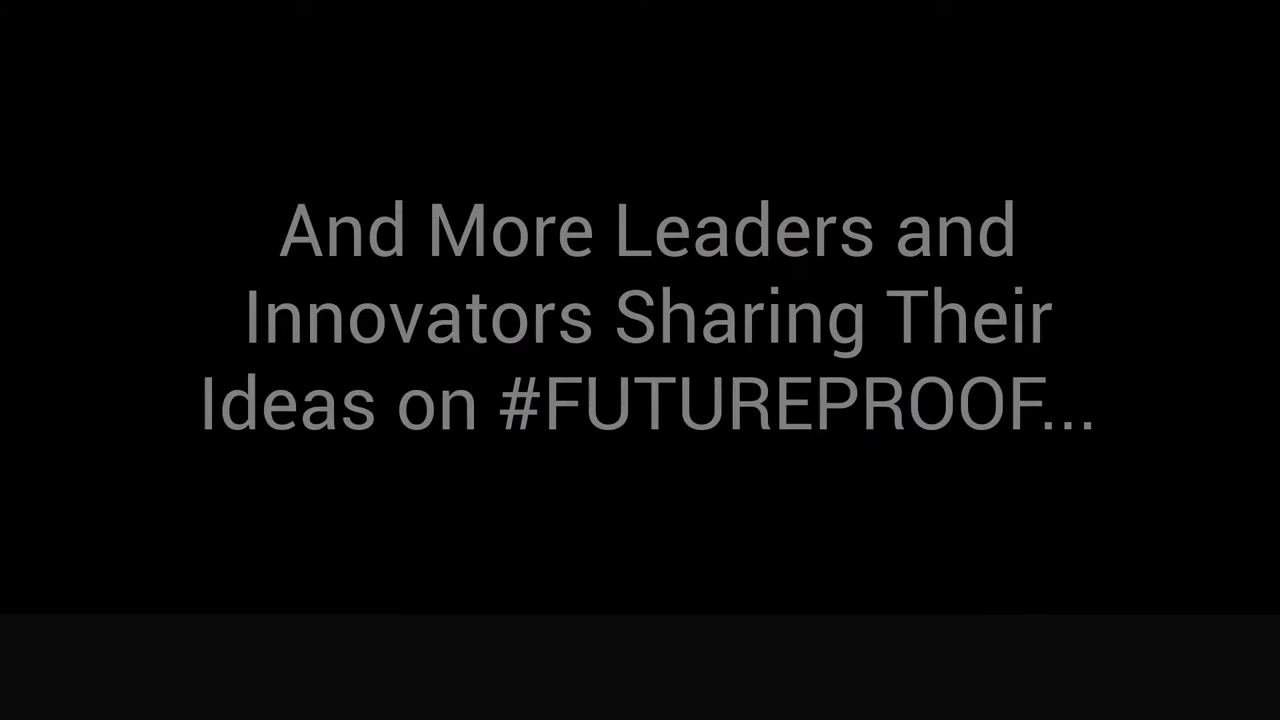 And More Leaders and
Innovators Sharing Their
Ideas on #FUTUREPROOF...